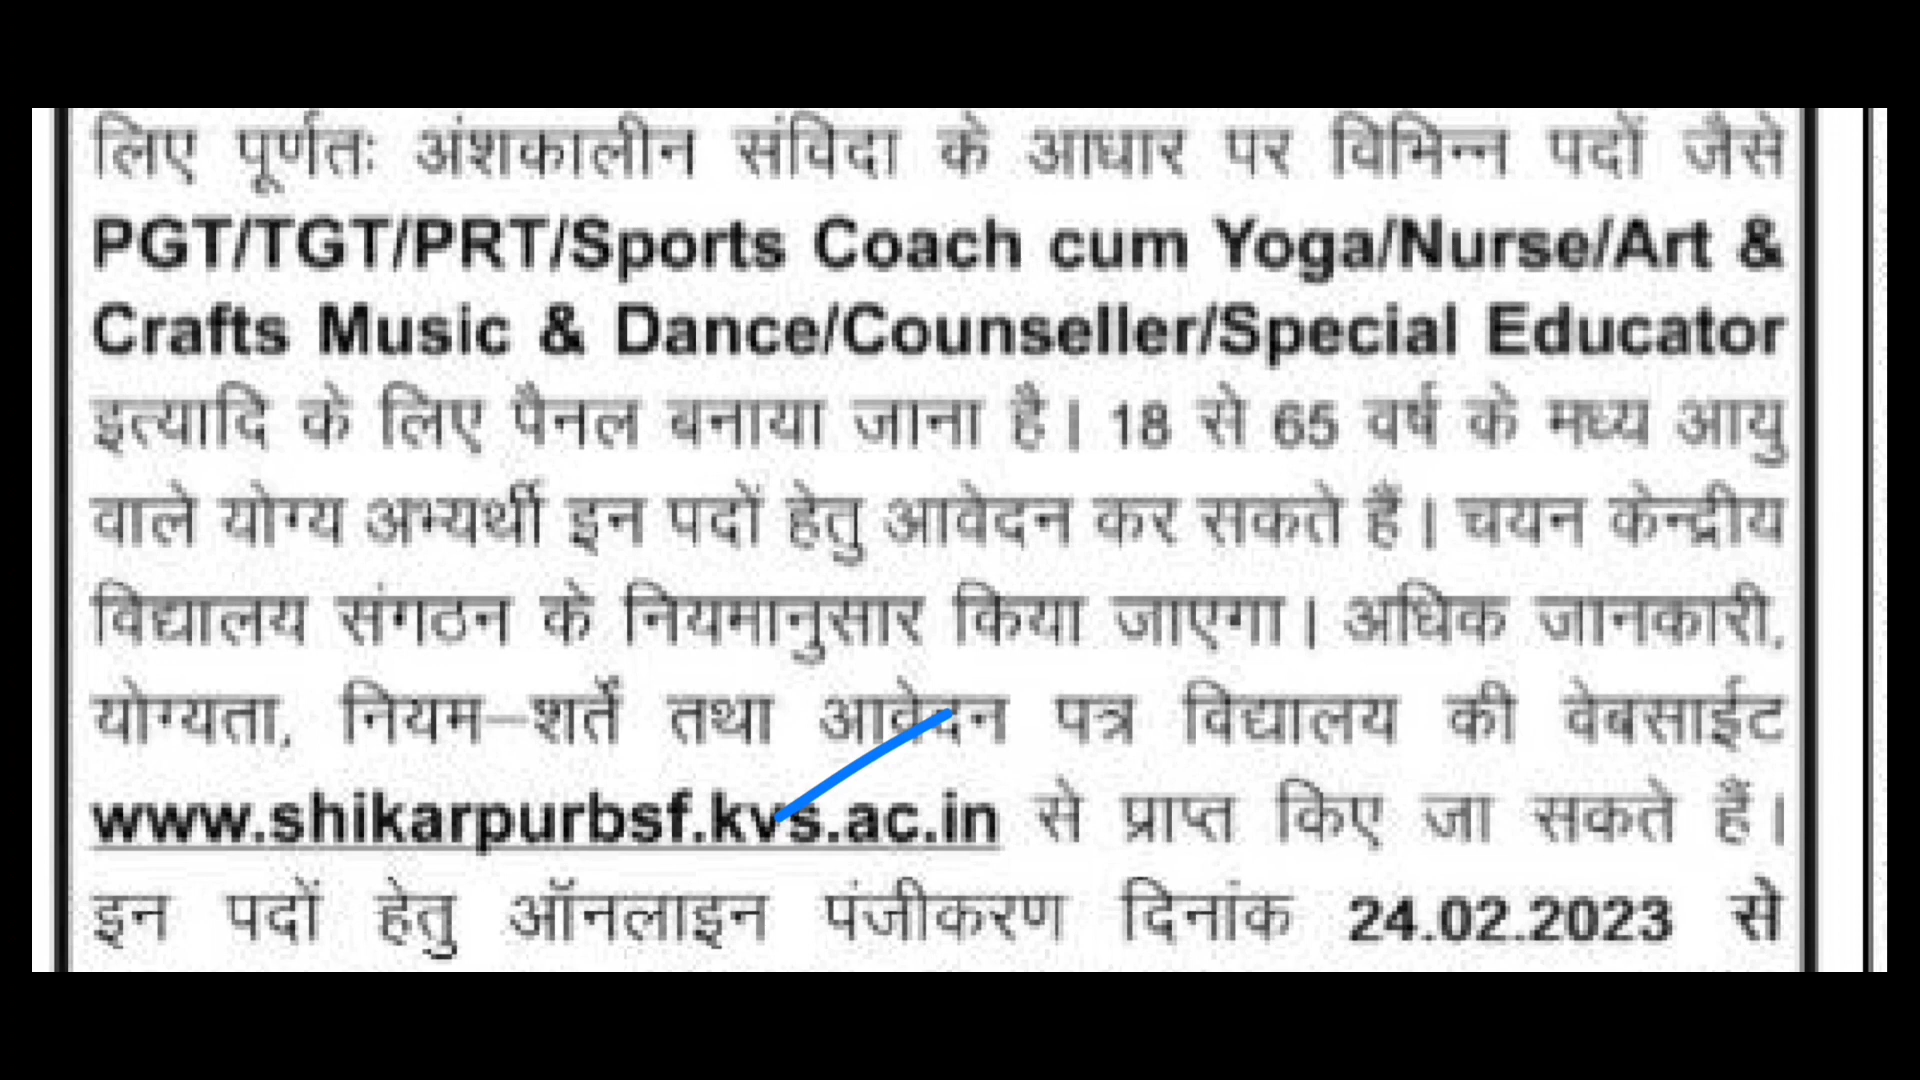 लिए पूर्णतः अंशकालीन संविदा के आधार पर विभिन्न पदों जैसे
PGT/TGT/PRT/Sports Coach cum Yoga/Nurse/Art &
Crafts Music & Dance/Counseller/Special Educator
इत्यादि के लिए पैनल बनाया जाना है। 18 से 65 वर्ष के मध्य आयु
वाले योग्य अभ्यर्थी इन पदों हेतु आवेदन कर सकते हैं। चयन केन्द्रीय
विद्यालय संगठन के नियमानुसार किया जाएगा। अधिक जानकारी,
योग्यता, नियम–शर्तें तथा आवेदन पत्र विद्यालय की वेबसाईट
www.shikarpurbsf.kvs.ac.in से प्राप्त किए जा सकते हैं।
इन पदों हेतु ऑनलाइन पंजीकरण दिनांक 24.02.2023 से